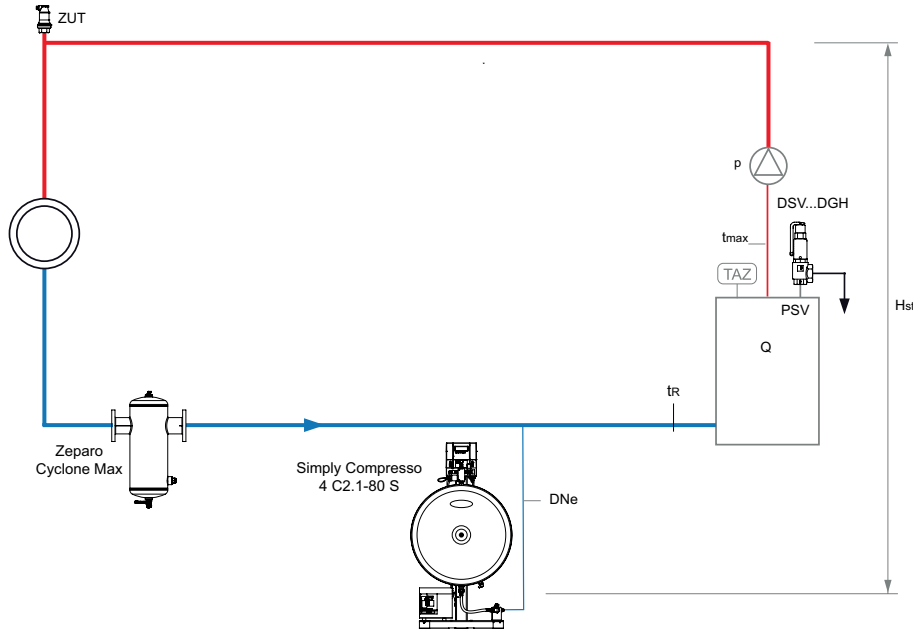 ZUT
p
DSV...DGH
tmax
TAZ
PSV
Hst
Q
tR
Zeparo
Cyclone Max
Simply Compresso
4 C2.1-80 S
DNe